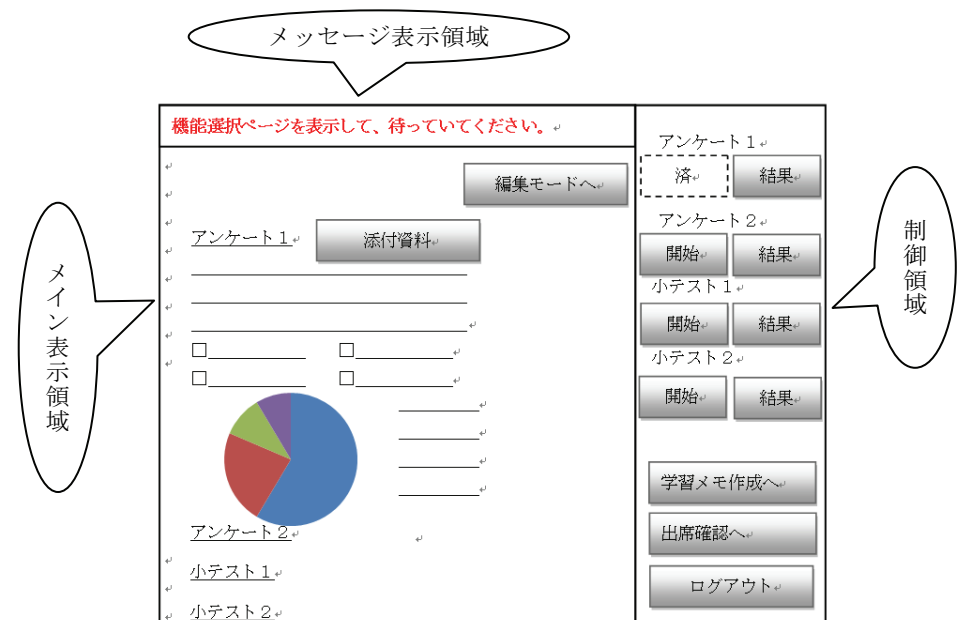 メッセージ表示領域
機能選択ページを表示して、待っていてください。
編集モードへ
アンケート1
添付資料
アンケート2
小テスト1
小テスト2
アンケート1
済
結果
アンケート2
開始
結果
小テスト1
開始
結果
小テスト2
開始
結果
学習メモ作成へ
出席確認へ
ログアウト
メイン表示領域
制御領域